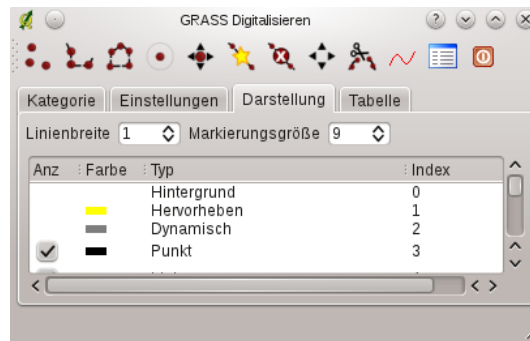 GRASS Digitalisieren
Kategorie Einstellungen Darstellung Tabelle
Linienbreite 1 Markierungsgröße 9
Anz Farbe Typ Index
Hintergrund 0
Hervorheben 1
Dynamisch 2
Punkt 3